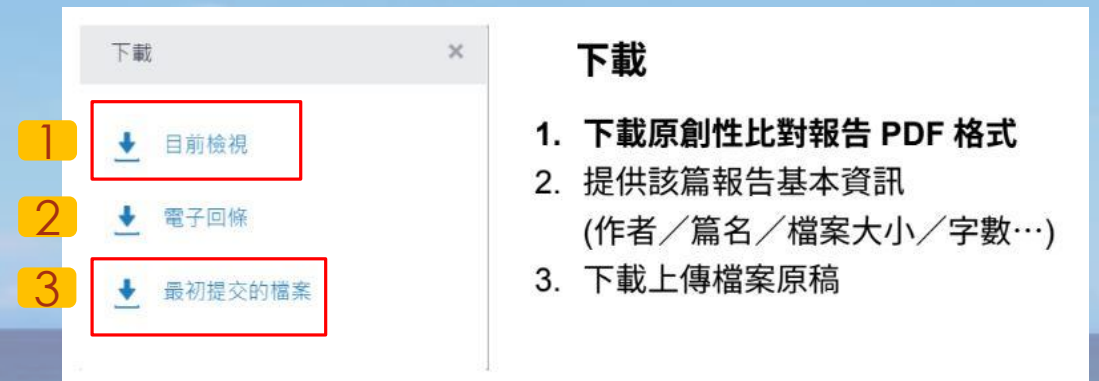 下載 ×
1 目前檢視
2 電子回條
3 最初提交的檔案
下載
1. 下載原創性比對報告 PDF 格式
2. 提供該篇報告基本資訊
(作者／篇名／檔案大小／字數…)
3. 下載上傳檔案原稿